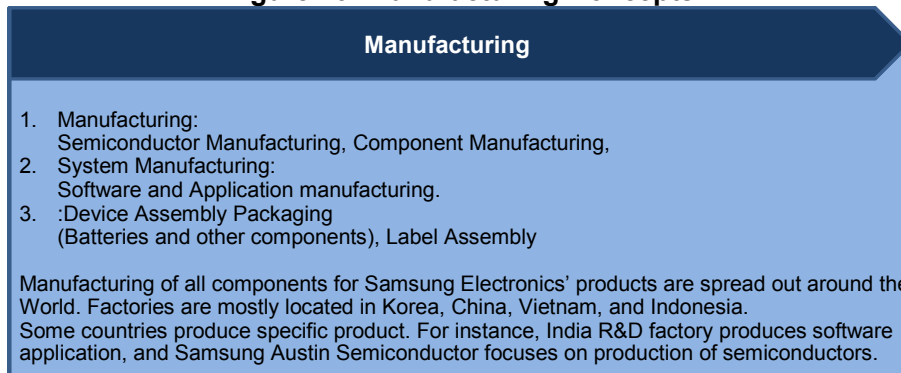 Manufacturing
1. Manufacturing:
Semiconductor Manufacturing, Component Manufacturing,
2. System Manufacturing:
Software and Application manufacturing.
3. :Device Assembly Packaging
(Batteries and other components), Label Assembly
Manufacturing of all components for Samsung Electronics’ products are spread out around the
World. Factories are mostly located in Korea, China, Vietnam, and Indonesia.
Some countries produce specific product. For instance, India R&D factory produces software
application, and Samsung Austin Semiconductor focuses on production of semiconductors.